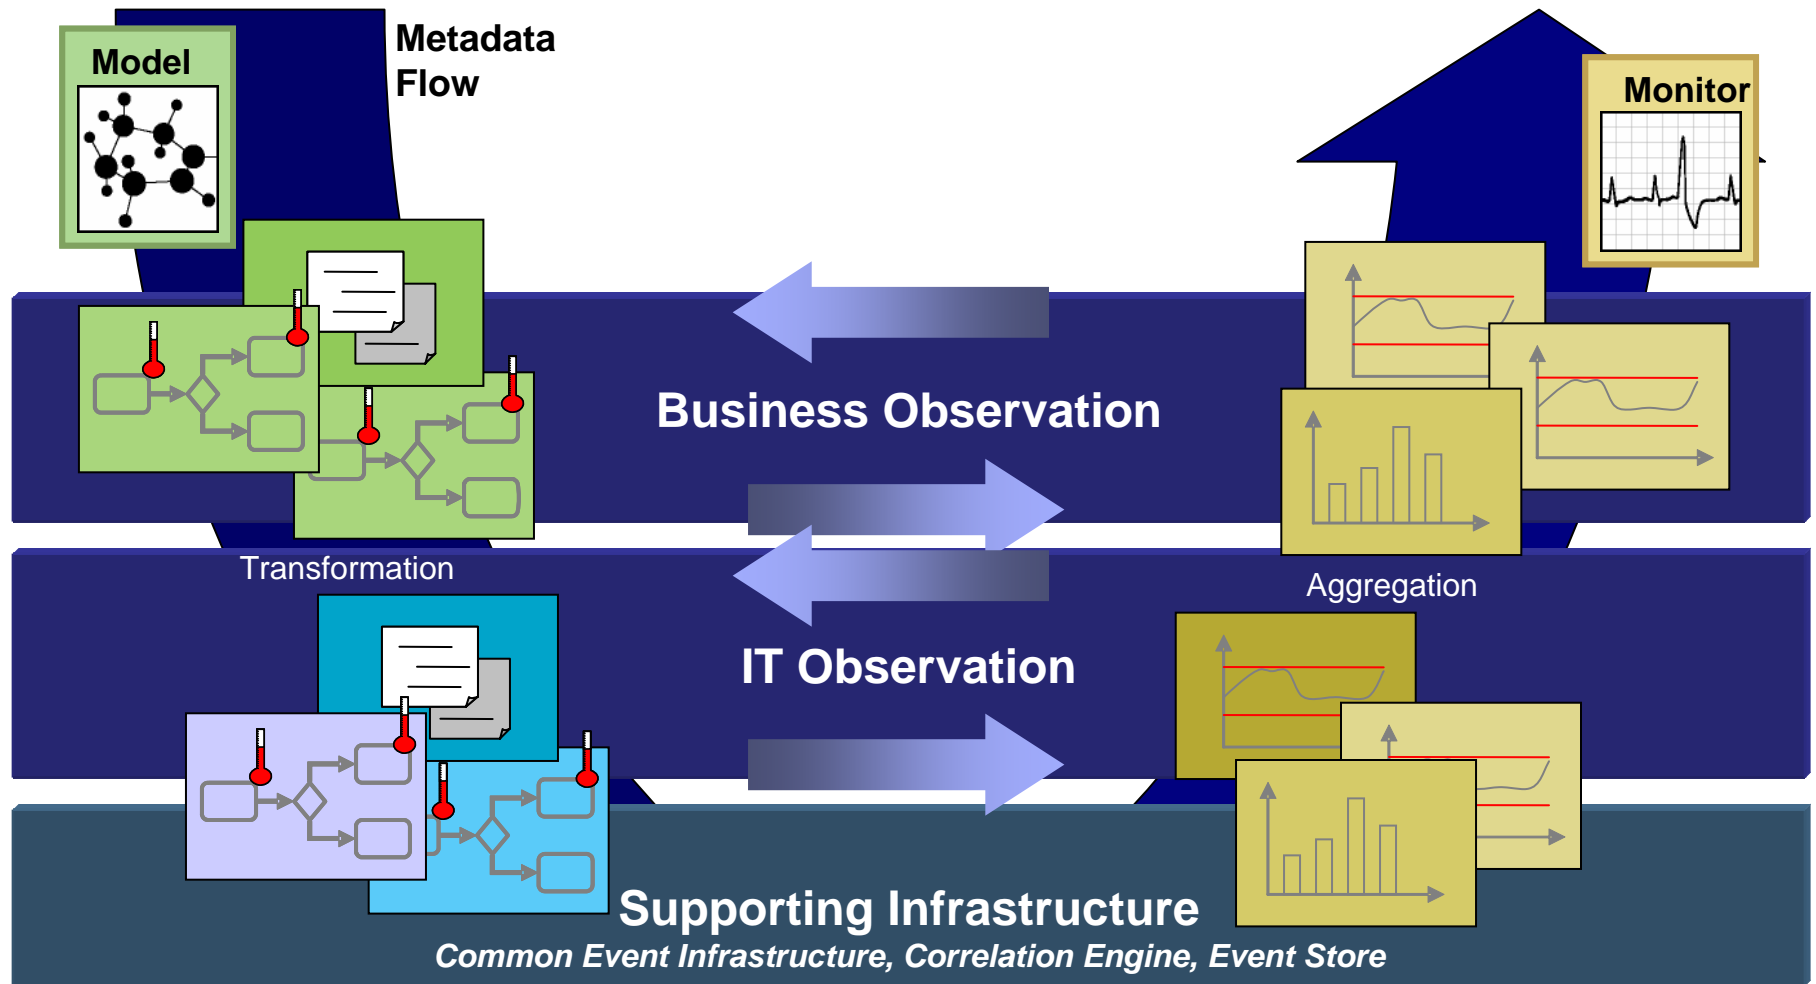 Metadata
Flow
Model
Monitor
Business Observation
Transformation
Aggregation
IT Observation
Supporting Infrastructure
Common Event Infrastructure, Correlation Engine, Event Store